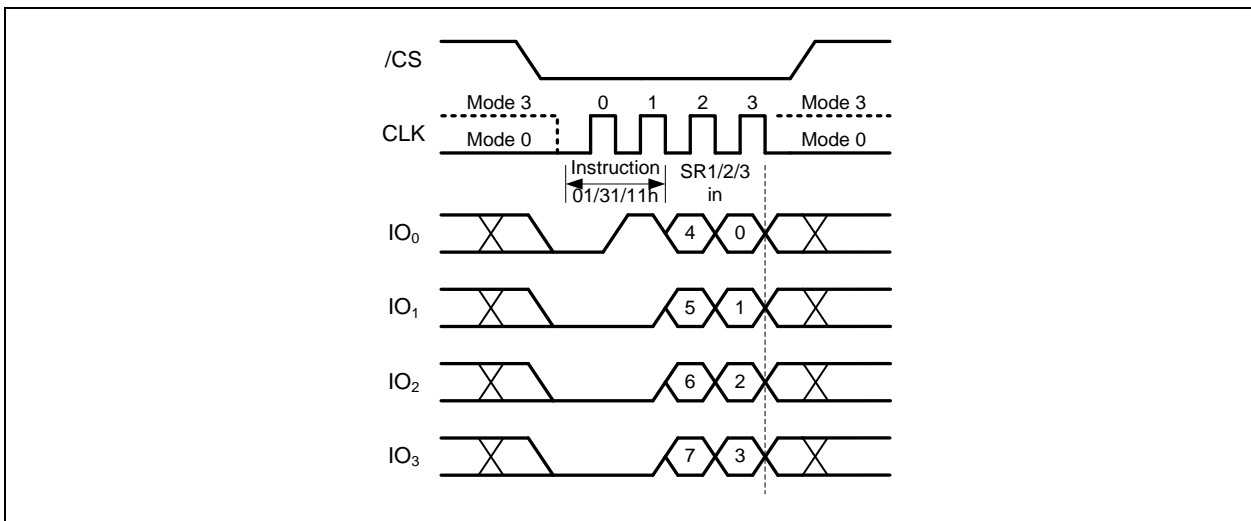 /CS
Mode 3 0 1 2 3 Mode 3
CLK
Mode 0 Mode 0
Instruction SR1/2/3
01/31/11h in
IO₀ 4 0
IO₁ 5 1
IO₂ 6 2
IO₃ 7 3